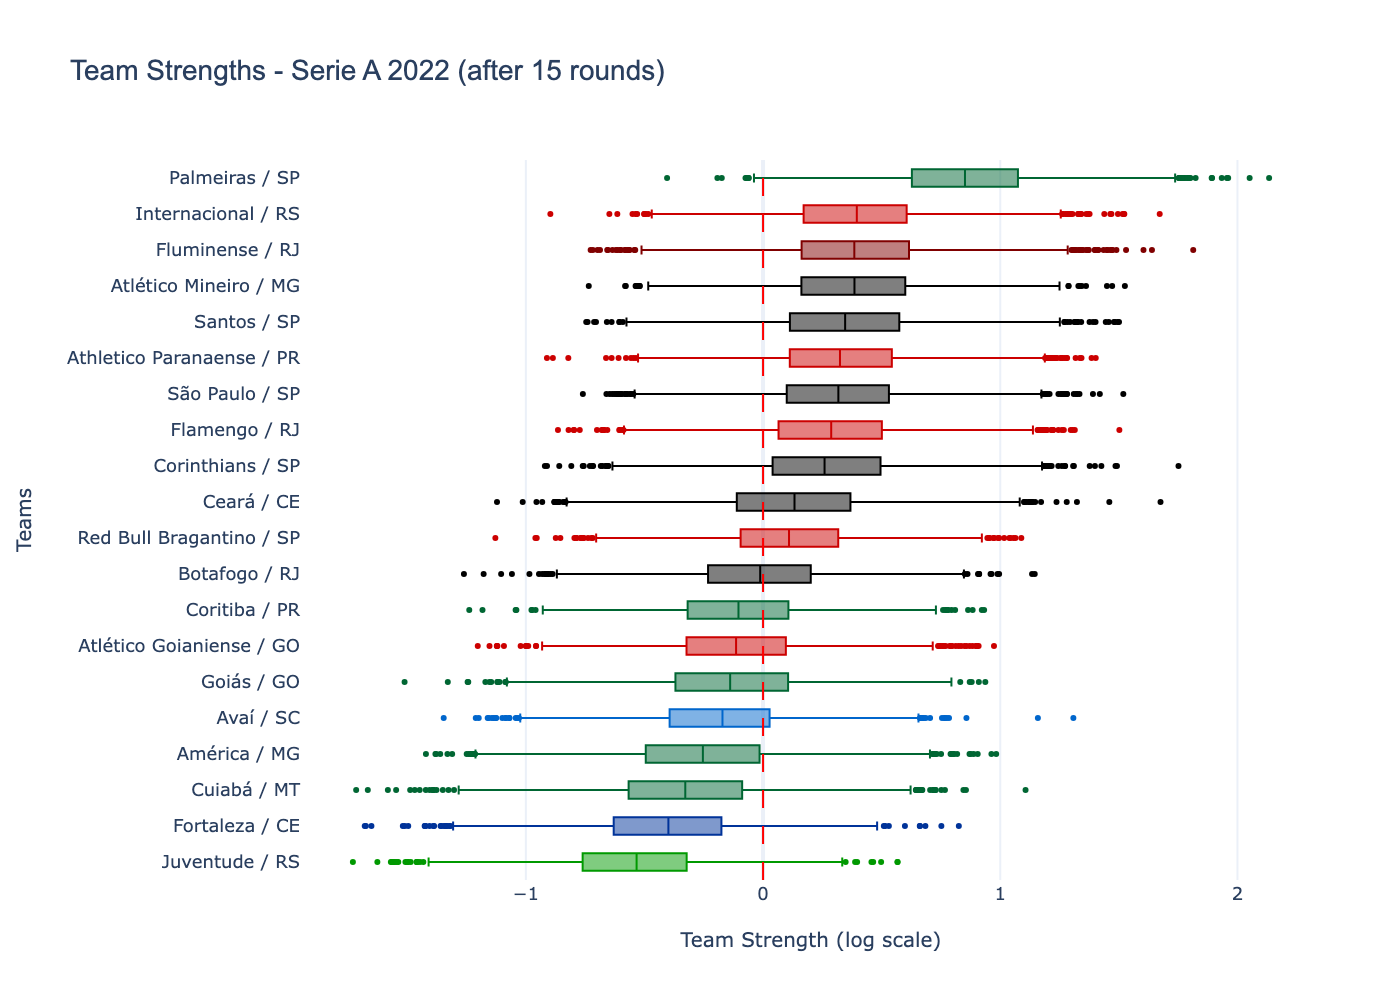 Team Strengths - Serie A 2022 (after 15 rounds)
Palmeiras / SP
Internacional / RS
Fluminense / RJ
Atlético Mineiro / MG
Santos / SP
Athletico Paranaense / PR
São Paulo / SP
Flamengo / RJ
Corinthians / SP
Ceará / CE
Red Bull Bragantino / SP
Botafogo / RJ
Coritiba / PR
Atlético Goianiense / GO
Goiás / GO
Avaí / SC
América / MG
Cuiabá / MT
Fortaleza / CE
Juventude / RS
Teams
−1 0 1 2
Team Strength (log scale)